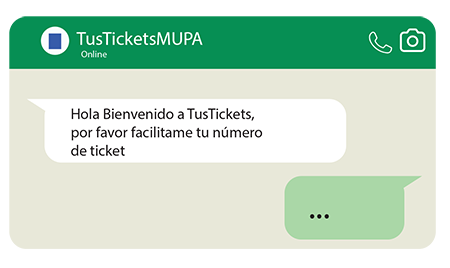 TusTicketsMUPA
Online
Hola Bienvenido a TusTickets,
por favor facilitame tu número
de ticket
...